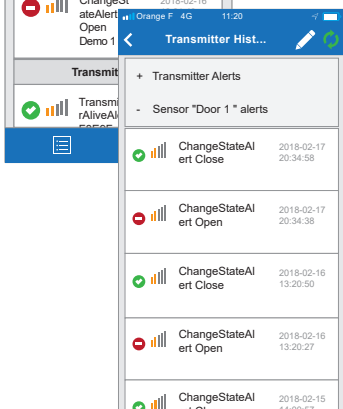 ateAlert
Open
Demo 1
2018-02-16
Transmit
Transmi
rAliveAl
Orange F 4G 11:20
Transmitter Hist...
+ Transmitter Alerts
- Sensor "Door 1 " alerts
ChangeStateAl
ert Close
2018-02-17
20:34:58
ChangeStateAl
ert Open
2018-02-17
20:34:38
ChangeStateAl
ert Close
2018-02-16
13:20:50
ChangeStateAl
ert Open
2018-02-16
13:20:27
ChangeStateAl
2018-02-15